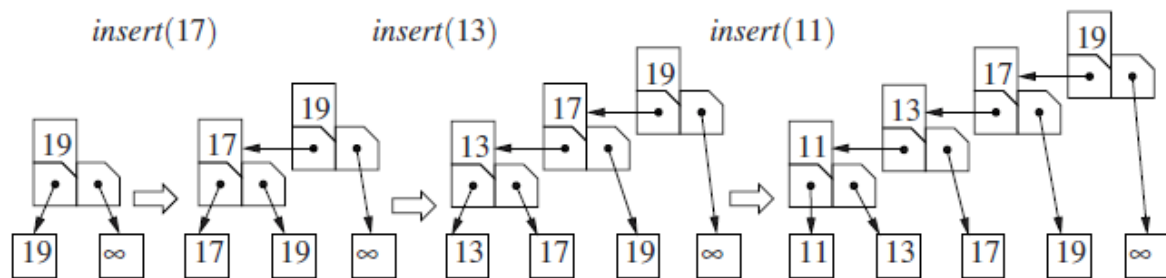 insert(17) insert(13) insert(11) 19
19 17
19 17 13
19 17 13 11
19 ∞ 17 19 ∞ 13 17 19 ∞ 11 13 17 19 ∞